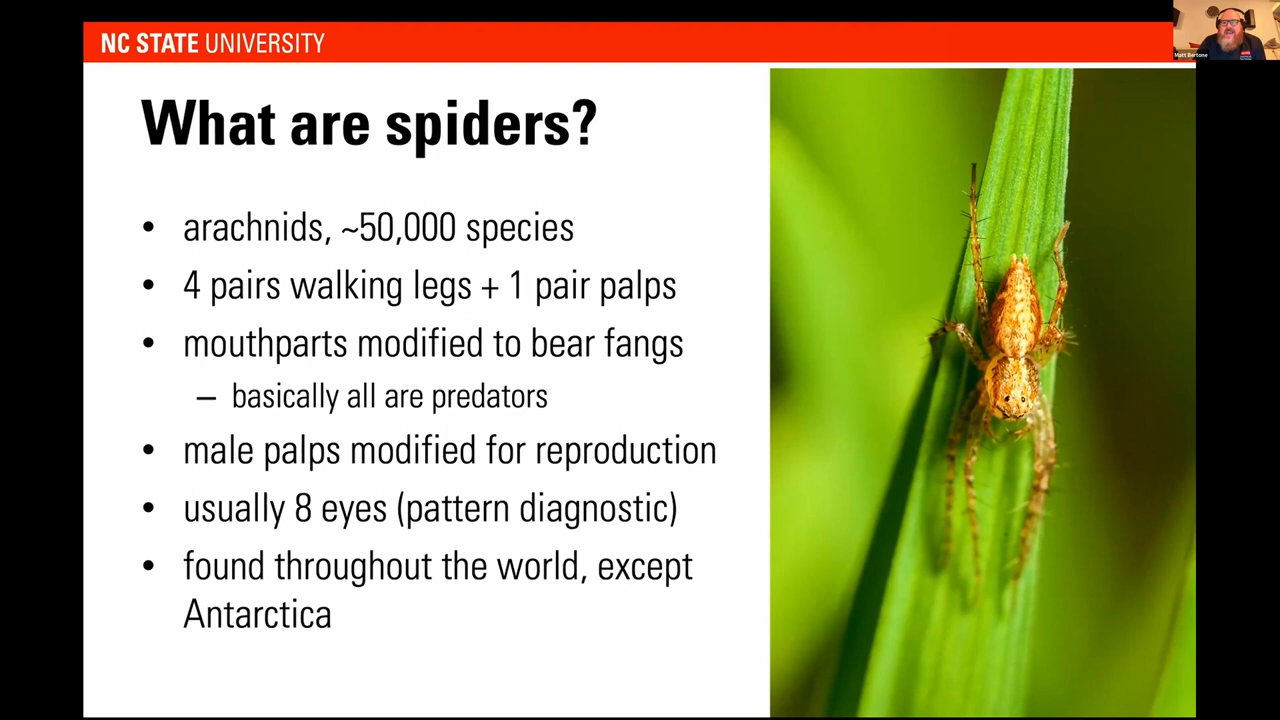 NC STATE UNIVERSITY
Matt Bertone
What are spiders?
• arachnids, ~50,000 species
• 4 pairs walking legs + 1 pair palps
• mouthparts modified to bear fangs
– basically all are predators
• male palps modified for reproduction
• usually 8 eyes (pattern diagnostic)
• found throughout the world, except
Antarctica